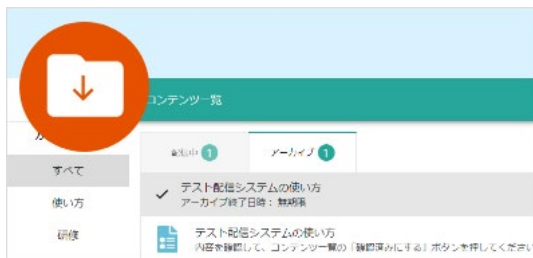 コンテンツ一覧
1
アーカイブ 1
すべて
テスト配信システムの使い方
アーカイブ終了日時： 無期限
使い方
研修
テスト配信システムの使い方
内容を確認して、コンテンツ一覧の「確認済みにする」ボタンを押してください